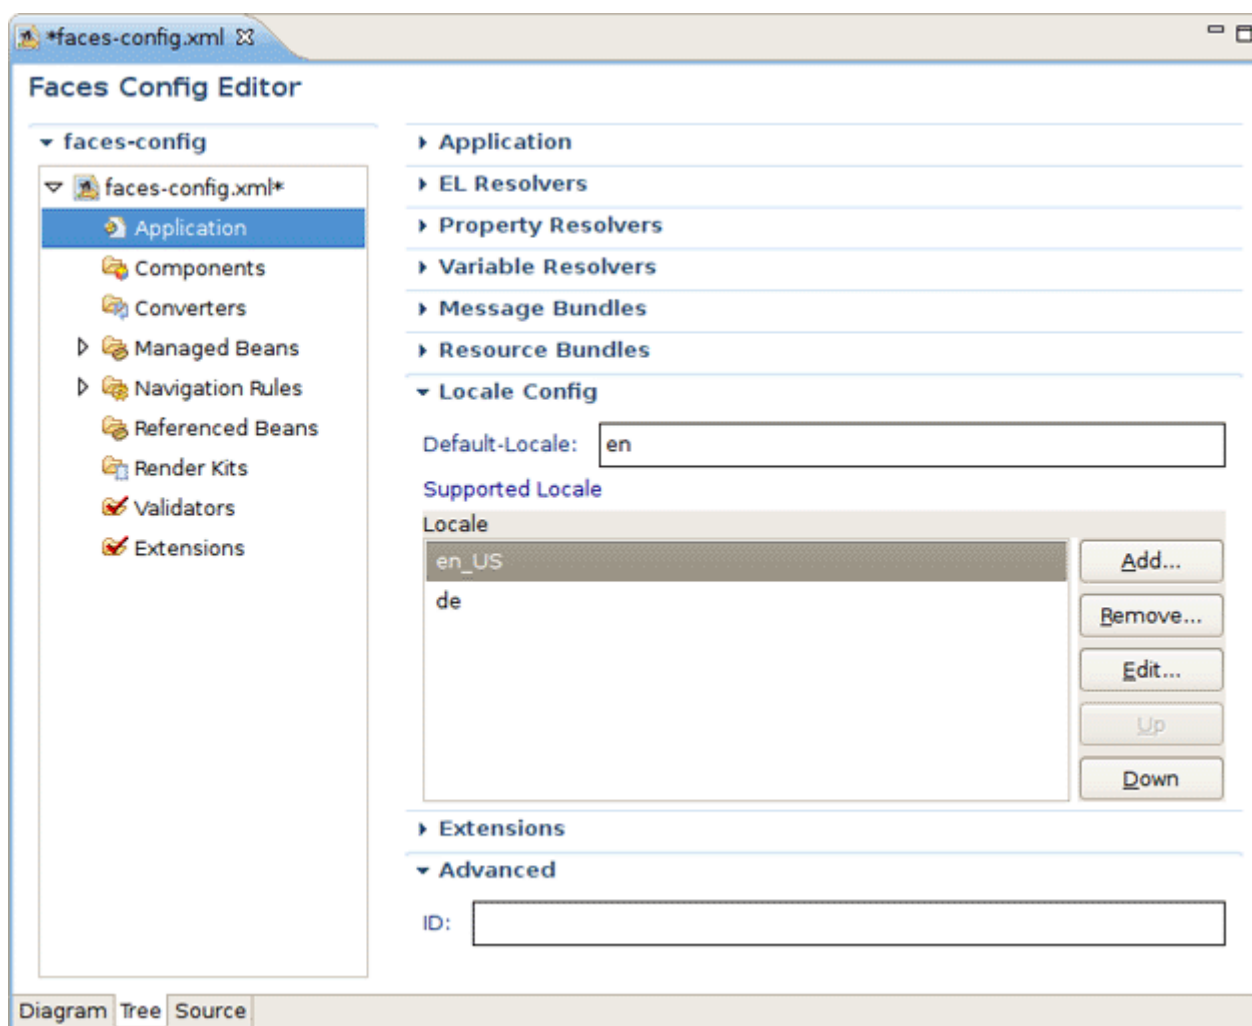 *faces-config.xml
Faces Config Editor
faces-config
faces-config.xml*
Application
Components
Converters
Managed Beans
Navigation Rules
Referenced Beans
Render Kits
Validators
Extensions
Application
EL Resolvers
Property Resolvers
Variable Resolvers
Message Bundles
Resource Bundles
Locale Config
Default-Locale: en
Supported Locale
Locale
en_US
de
Add...
Remove...
Edit...
Up
Down
Extensions
Advanced
ID:
Diagram Tree Source